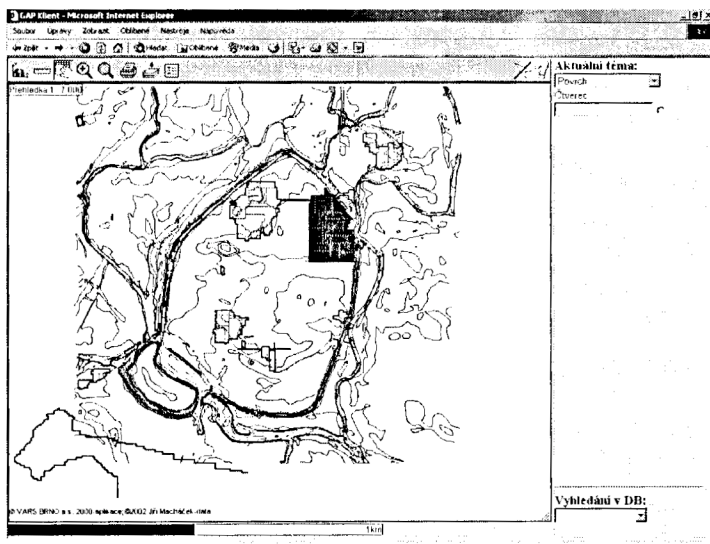 GAP Klient - Microsoft Internet Explorer
Soubor Úpravy Zobrazit Oblíbené Nástroje Nápověda
Zpět Hledat Oblíbené Média
Aktuální téma:
Povrch
Čtverec
Přehledka 1 : 7 000
© VARS BRNO a.s. 2000 aplikace; ©2002 Jiří Macháček -data
1km
Vyhledání v DB: